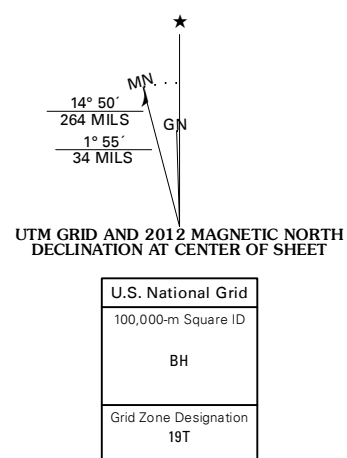 ★
MN
14° 50´
264 MILS
GN
1° 55´
34 MILS
UTM GRID AND 2012 MAGNETIC NORTH
DECLINATION AT CENTER OF SHEET
U.S. National Grid
100,000-m Square ID
BH
Grid Zone Designation
19T